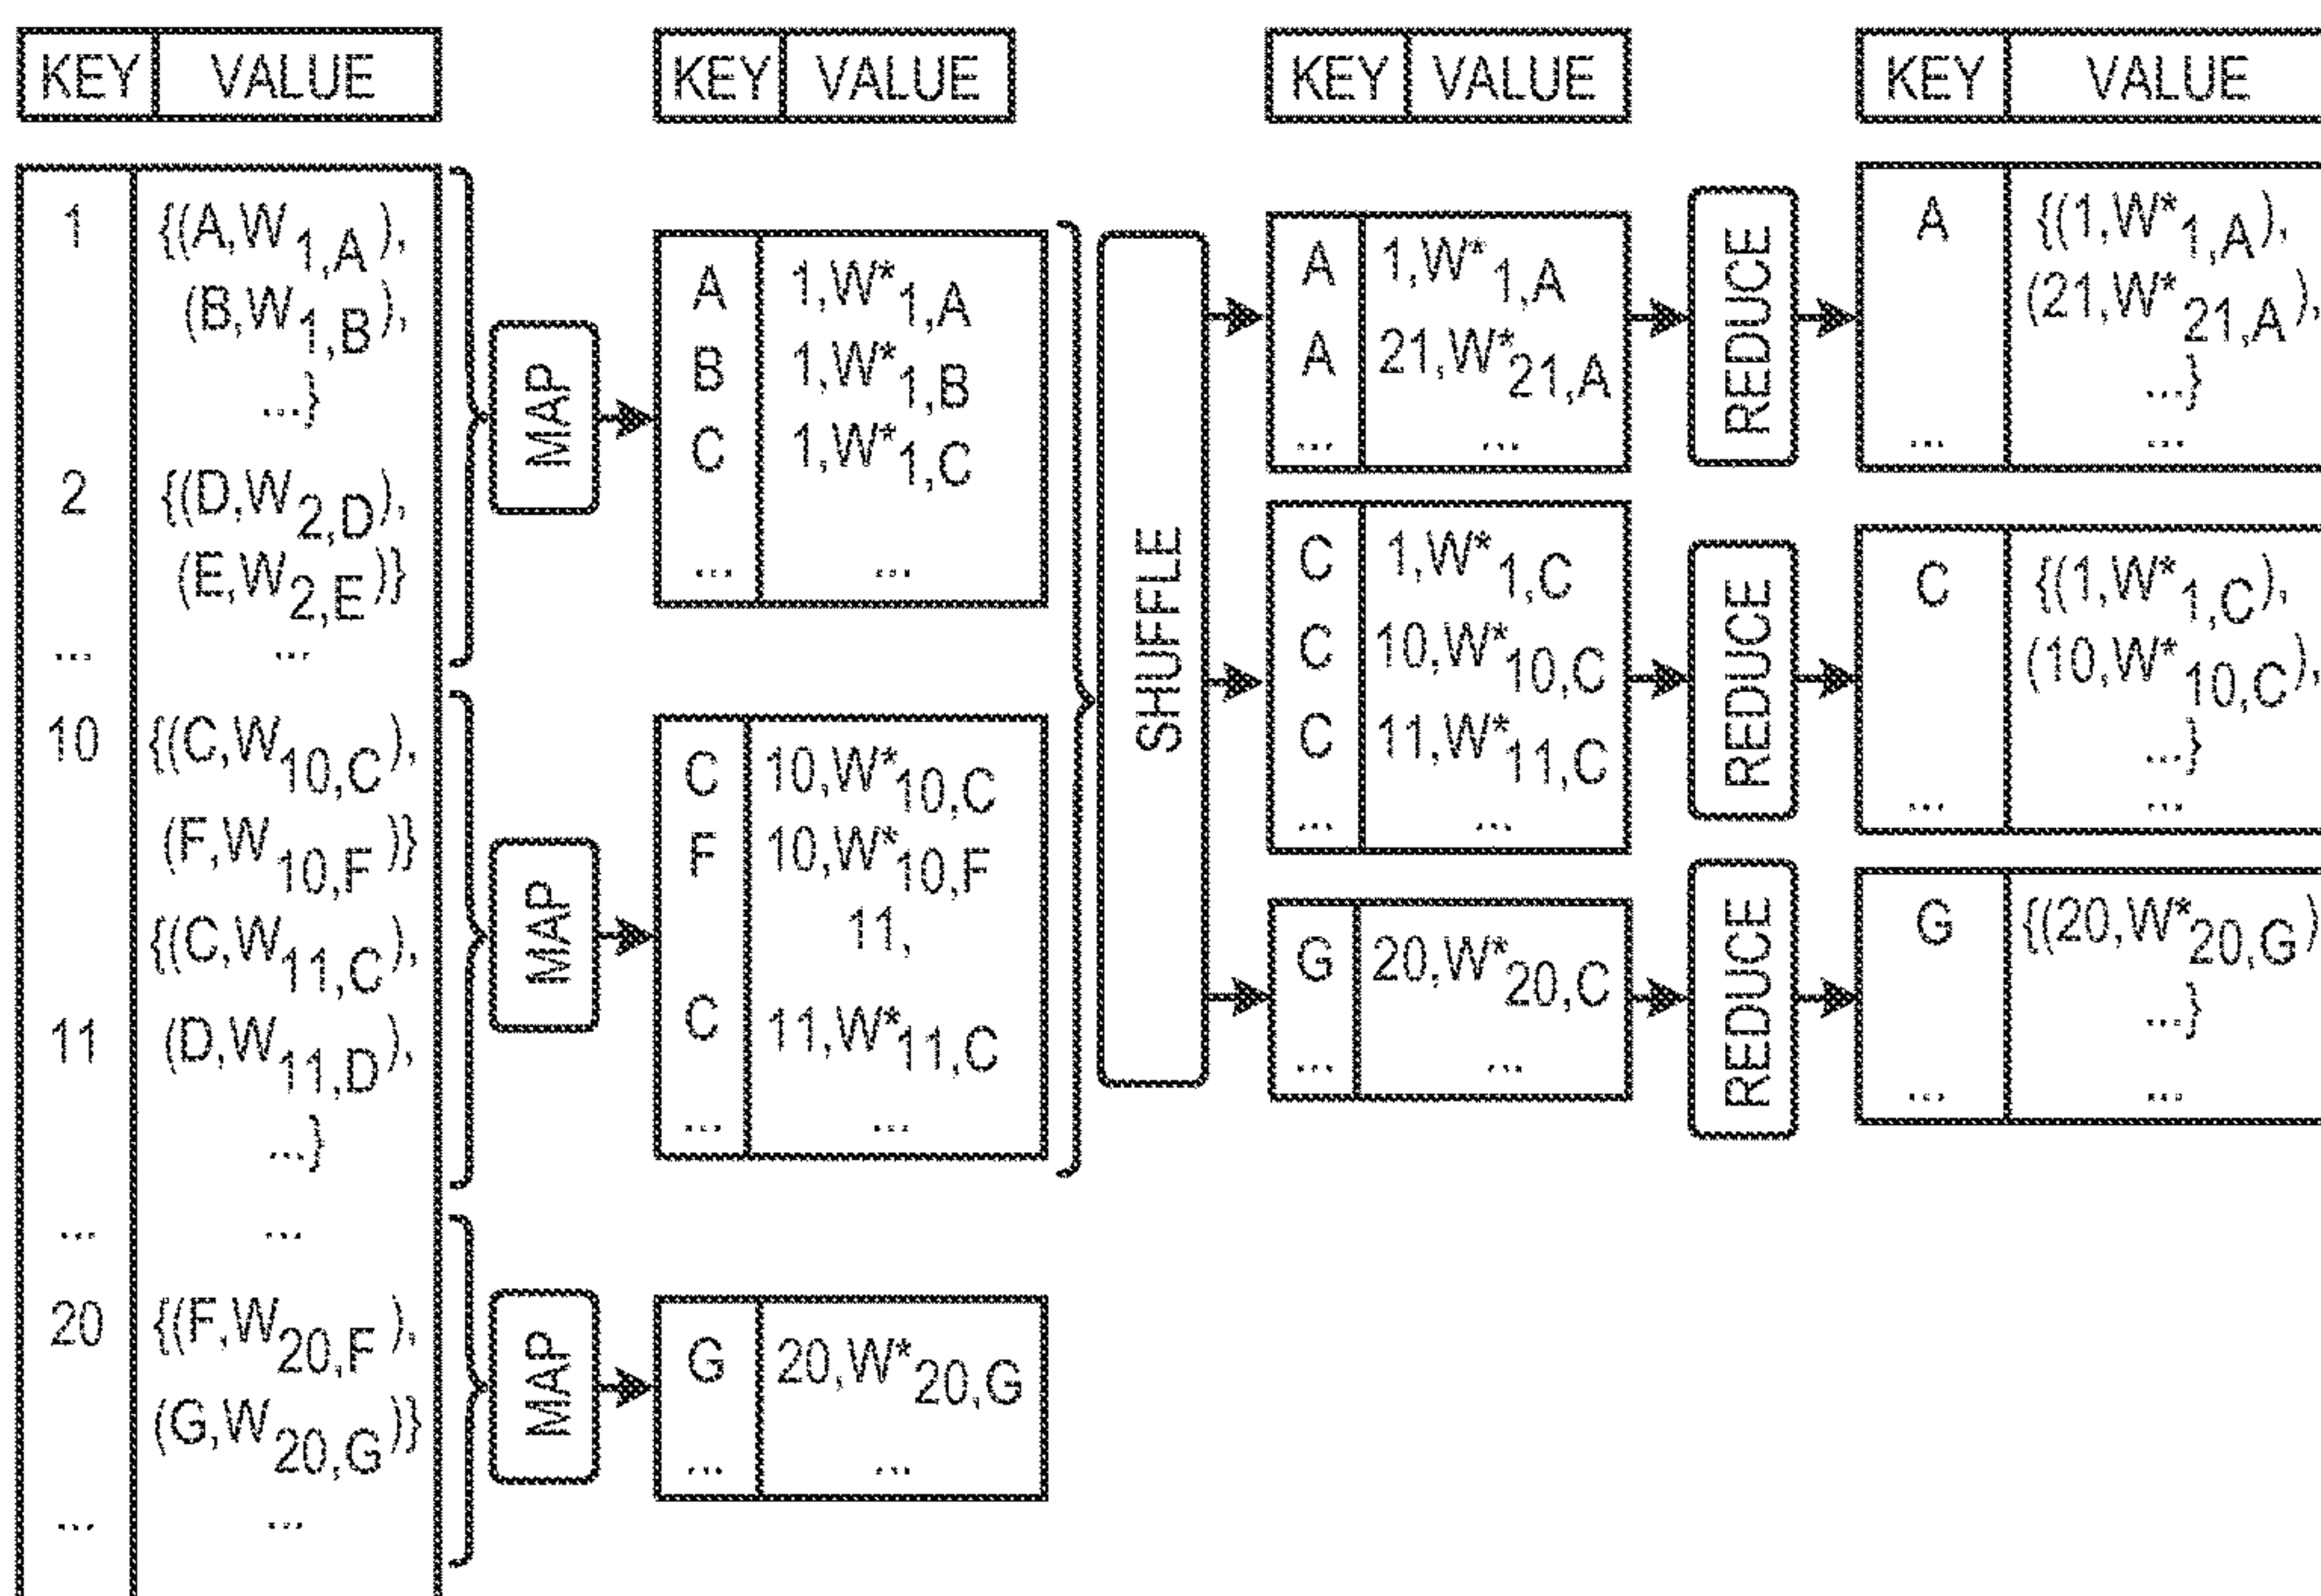 KEY VALUE
1 {(A,W1,A),
(B,W1,B),
...}
2 {(D,W2,D),
(E,W2,E)}
... ...
10 {(C,W10,C),
(F,W10,F)}
{(C,W11,C),
11 (D,W11,D),
...}
... ...
20 {(F,W20,F),
(G,W20,G)}
... ...
MAP
MAP
MAP
KEY VALUE
A 1,W*1,A
B 1,W*1,B
C 1,W*1,C
... ...
C 10,W*10,C
F 10,W*10,F
11,
C 11,W*11,C
... ...
G 20,W*20,G
... ...
SHUFFLE
KEY VALUE
A 1,W*1,A
A 21,W*21,A
... ...
C 1,W*1,C
C 10,W*10,C
C 11,W*11,C
... ...
G 20,W*20,C
... ...
REDUCE
REDUCE
REDUCE
KEY VALUE
A {(1,W*1,A),
(21,W*21,A),
...}
... ...
C {(1,W*1,C),
(10,W*10,C),
...}
... ...
G {(20,W*20,G)
...}
... ...